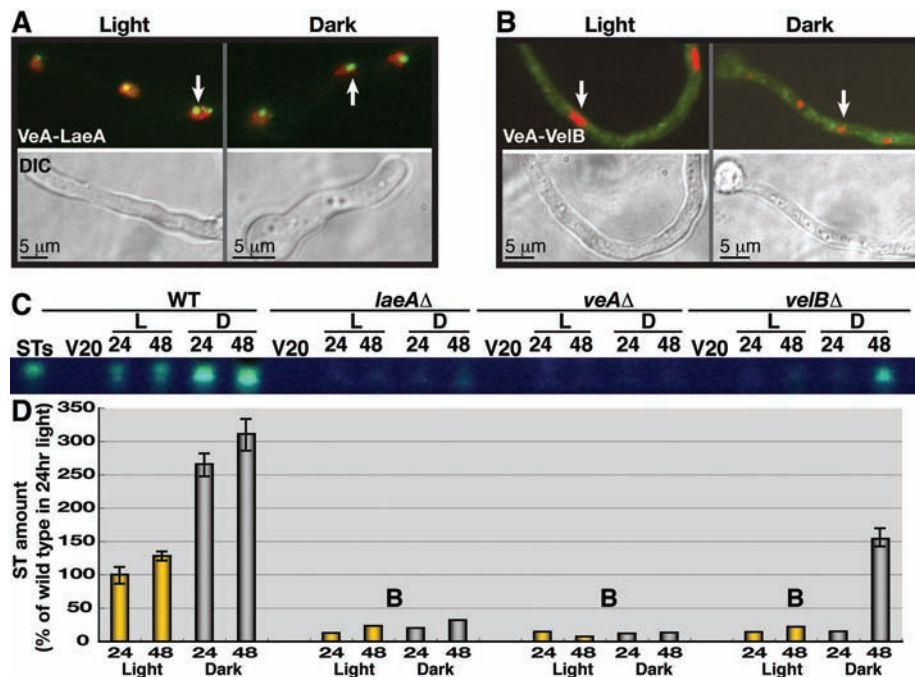 A
Light
Dark
VeA-LaeA
DIC
5 µm
5 µm
B
Light
Dark
VeA-VelB
5 µm
5 µm
C
WT laeAΔ veAΔ velBΔ
L D L D L D L D
STs V20 24 48 24 48 V20 24 48 24 48 V20 24 48 24 48 V20 24 48 24 48
D
ST amount
(% of wild type in 24hr light)
350
300
250
200
150
100
50
0
B B B
24 48 24 48 24 48 24 48 24 48 24 48 24 48 24 48
Light Dark Light Dark Light Dark Light Dark